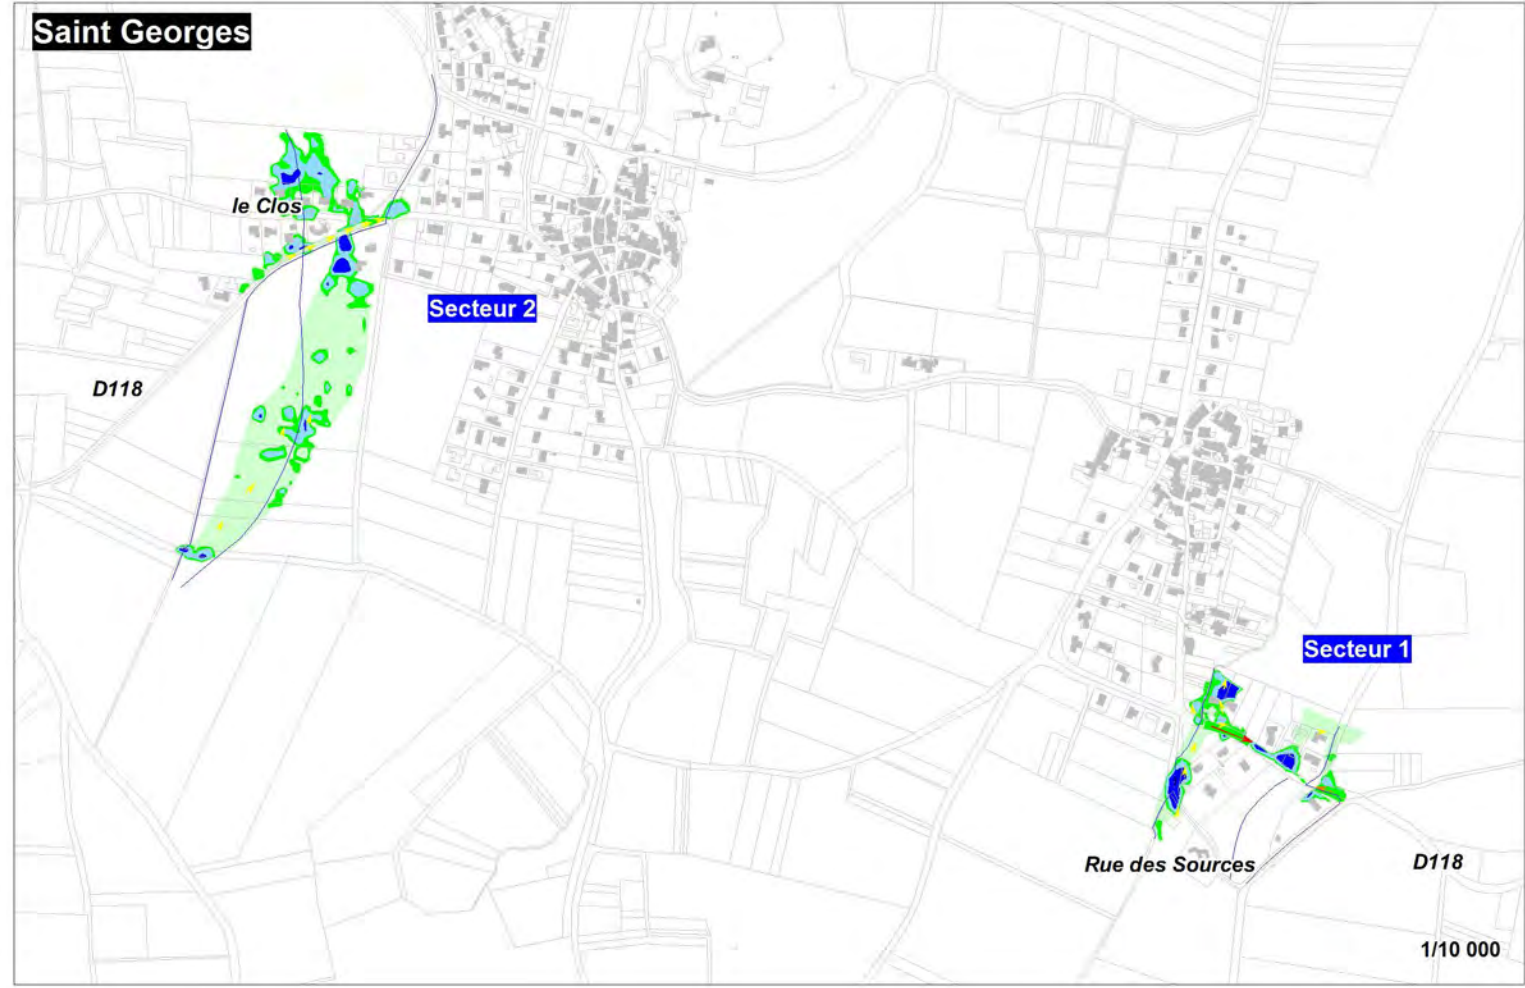 Saint Georges
le Clos
Secteur 2
D118
Secteur 1
Rue des Sources
D118
1/10 000